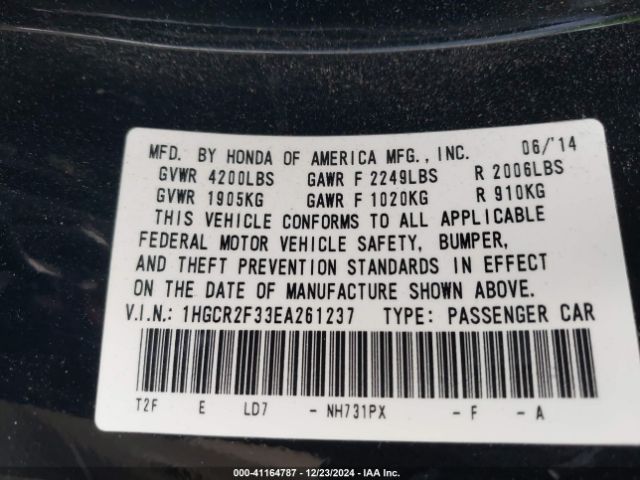 MFD. BY HONDA OF AMERICA MFG., INC. 06/'14
GVWR 4200LBS GAWR F 2249LBS R 2006LBS
GVWR 1905KG GAWR F 1020KG R 910KG
THIS VEHICLE CONFORMS TO ALL APPLICABLE
FEDERAL MOTOR VEHICLE SAFETY, BUMPER,
AND THEFT PREVENTION STANDARDS IN EFFECT
ON THE DATE OF MANUFACTURE SHOWN ABOVE.
V.I.N.: 1HGCR2F33EA261237 TYPE: PASSENGER CAR
T2F E LD7 - NH731PX - F - A
000-41164787 - 12/23/2024 - IAA Inc.